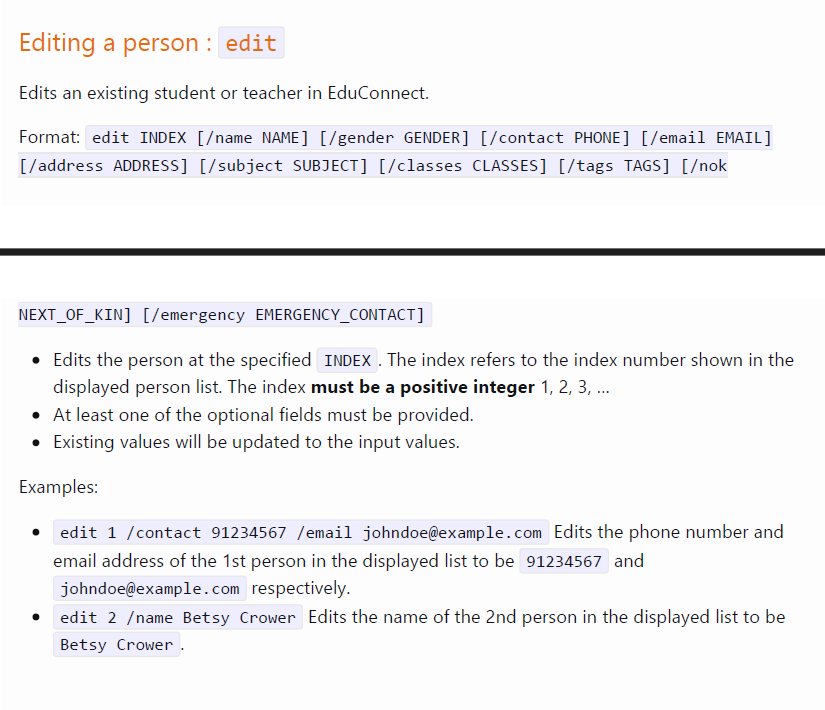 Editing a person : edit
Edits an existing student or teacher in EduConnect.
Format: edit INDEX [/name NAME] [/gender GENDER] [/contact PHONE] [/email EMAIL]
[/address ADDRESS] [/subject SUBJECT] [/classes CLASSES] [/tags TAGS] [/nok
NEXT_OF_KIN] [/emergency EMERGENCY_CONTACT]
• Edits the person at the specified INDEX. The index refers to the index number shown in the
displayed person list. The index must be a positive integer 1, 2, 3, …
• At least one of the optional fields must be provided.
• Existing values will be updated to the input values.
Examples:
• edit 1 /contact 91234567 /email johndoe@example.com Edits the phone number and
email address of the 1st person in the displayed list to be 91234567 and
johndoe@example.com respectively.
• edit 2 /name Betsy Crower Edits the name of the 2nd person in the displayed list to be
Betsy Crower.